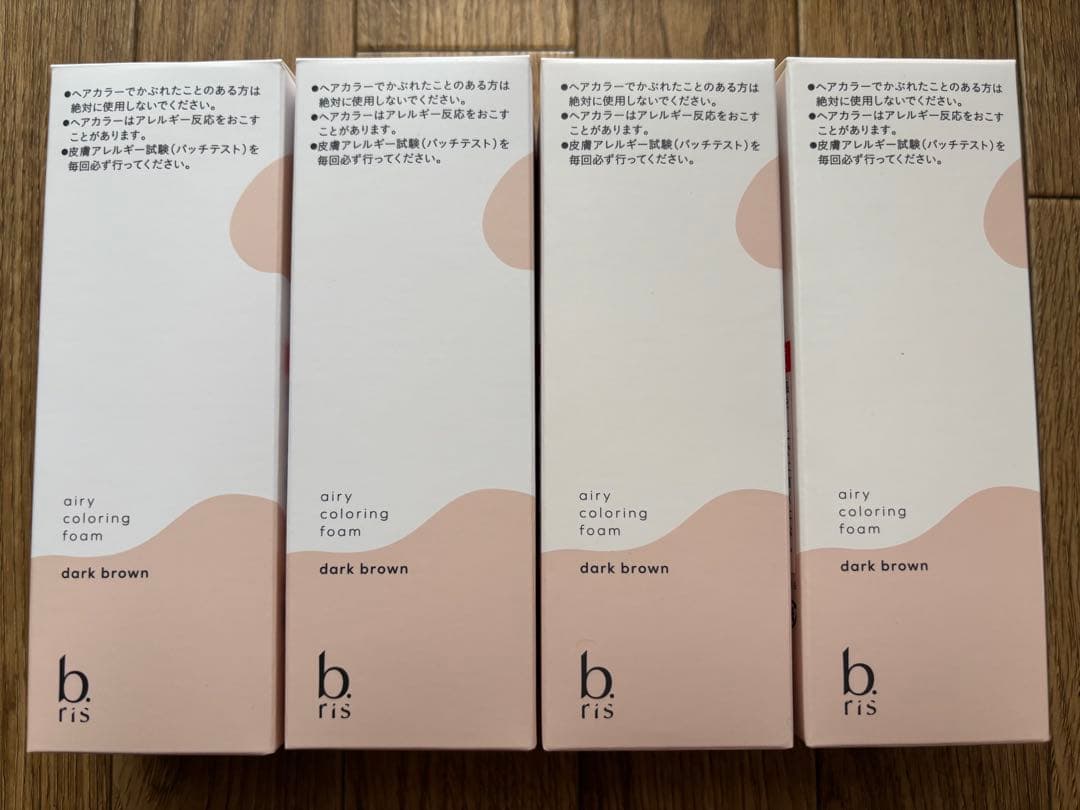 ●ヘアカラーでかぶれたことのある方は
絶対に使用しないでください。
●ヘアカラーはアレルギー反応をおこす
ことがあります。
●皮膚アレルギー試験(パッチテスト)を
毎回必ず行ってください。
airy
coloring
foam
dark brown
b.
ris
●ヘアカラーでかぶれたことのある方は
絶対に使用しないでください。
●ヘアカラーはアレルギー反応をおこす
ことがあります。
●皮膚アレルギー試験(パッチテスト)を
毎回必ず行ってください。
airy
coloring
foam
dark brown
b.
ris
●ヘアカラーでかぶれたことのある方は
絶対に使用しないでください。
●ヘアカラーはアレルギー反応をおこす
ことがあります。
●皮膚アレルギー試験(パッチテスト)を
毎回必ず行ってください。
airy
coloring
foam
dark brown
b.
ris
●ヘアカラーでかぶれたことのある方は
絶対に使用しないでください。
●ヘアカラーはアレルギー反応をおこす
ことがあります。
●皮膚アレルギー試験(パッチテスト)を
毎回必ず行ってください。
airy
coloring
foam
dark brown
b.
ris